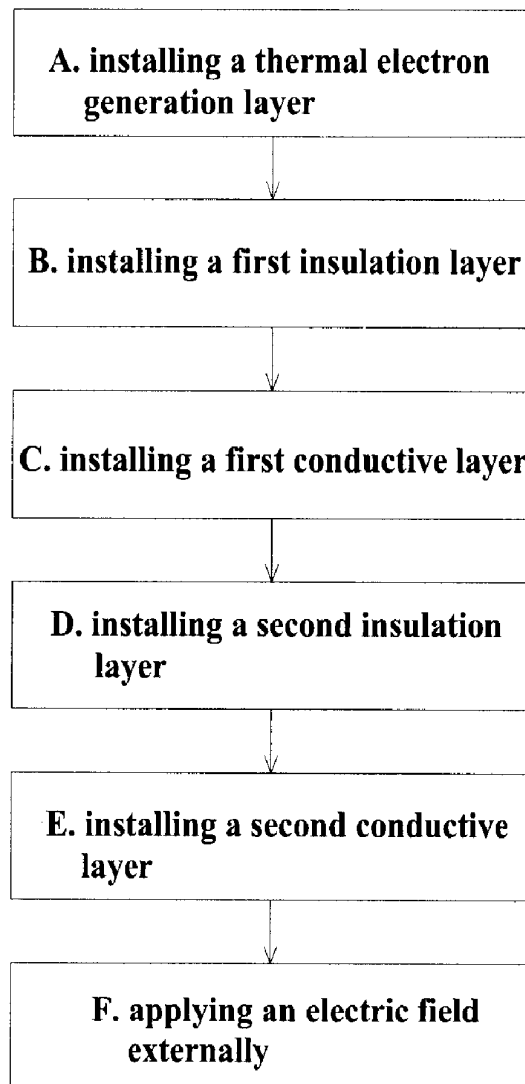 A. installing a thermal electron
generation layer
B. installing a first insulation layer
C. installing a first conductive layer
D. installing a second insulation
layer
E. installing a second conductive
layer
F. applying an electric field
externally